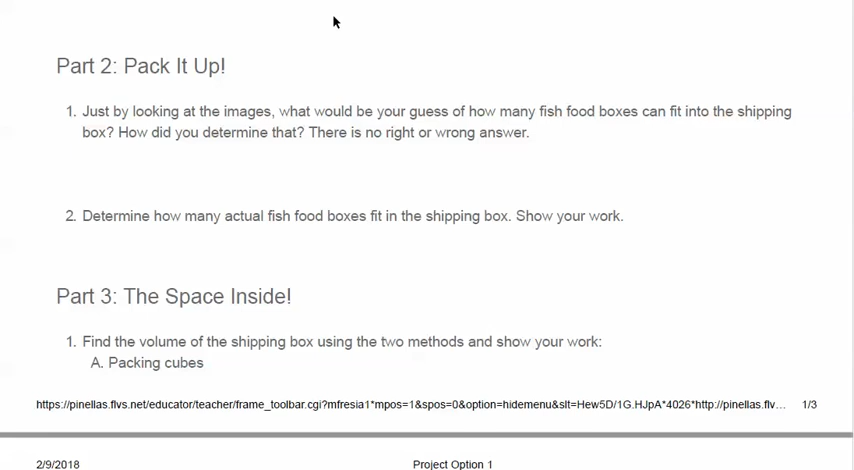 Part 2: Pack It Up!
1. Just by looking at the images, what would be your guess of how many fish food boxes can fit into the shipping
box? How did you determine that? There is no right or wrong answer.
2. Determine how many actual fish food boxes fit in the shipping box. Show your work.
Part 3: The Space Inside!
1. Find the volume of the shipping box using the two methods and show your work:
A. Packing cubes
https://pinellas.flvs.net/educator/teacher/frame_toolbar.cgi?mfresia1*mpos=1&spos=0&option=hidemenu&slt=Hew5D/1G.HJpA*4026*http://pinellas.flv… 1/3
2/9/2018 Project Option 1